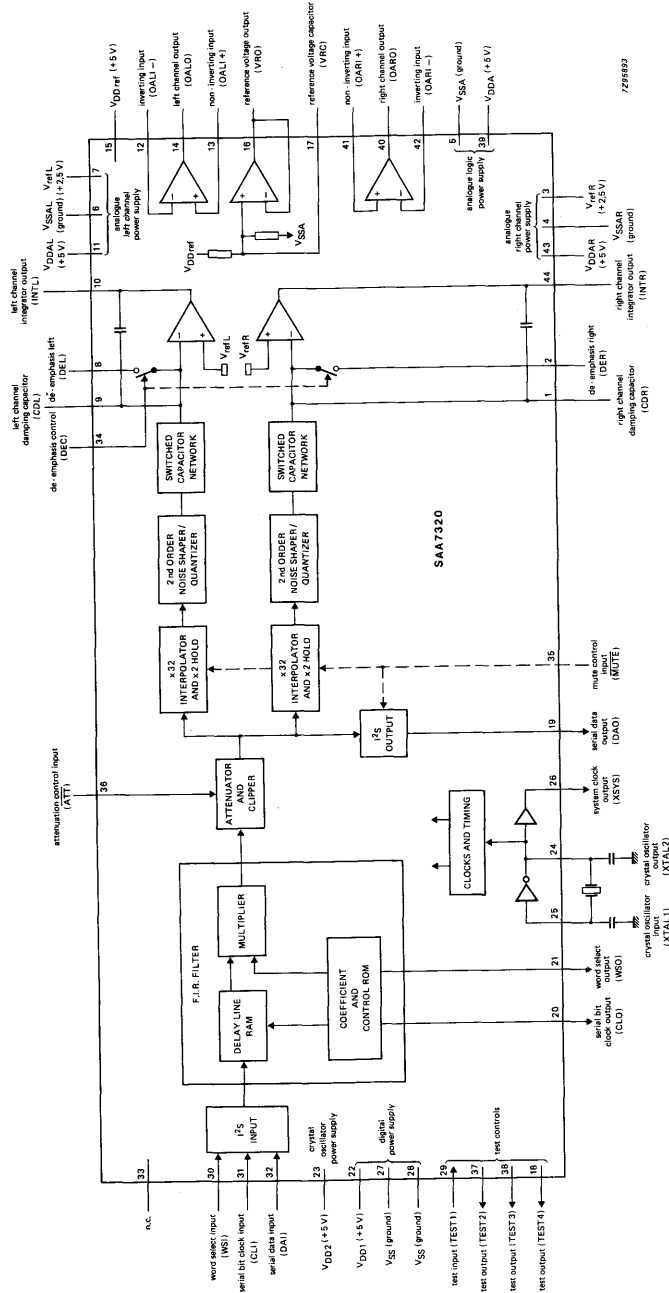 left channel
damping capacitor
(CDL)
de-emphasis control
(DEC)
34
9
de-emphasis left
(DEL)
8
left channel
integrator output
(INTL)
10
VDDAL
(+5V)
11
VSSAL
(ground)
6
VrefL
(+2,5 V)
7
analogue
left channel
power supply
15
VDD ref (+5 V)
12
inverting input
(OALI −)
14
left channel output
(OALO)
13
non-inverting input
(OALI +)
16
reference voltage output
(VRO)
17
reference voltage capacitor
(VRC)
41
non-inverting input
(OARI +)
40
right channel output
(OARO)
42
inverting input
(OARI −)
5
VSSA (ground)
39
VDDA (+5 V)
analogue logic
power supply
VDDref
VSSA
+
−
−
+
+
−
+
−
−
+
+
−
VrefL
VrefR
analogue
right channel
power supply
43
VDDAR
(+5V)
4
VSSAR
(ground)
3
VrefR
(+2,5 V)
44
right channel
integrator output
(INTR)
2
de-emphasis right
(DER)
1
right channel
damping capacitor
(CDR)
SWITCHED
CAPACITOR
NETWORK
SWITCHED
CAPACITOR
NETWORK
2nd ORDER
NOISE SHAPER/
QUANTIZER
2nd ORDER
NOISE SHAPER/
QUANTIZER
x32
INTERPOLATOR
AND x2 HOLD
x32
INTERPOLATOR
AND x2 HOLD
SAA7320
attenuation control input
(ATT)
36
ATTENUATOR
AND
CLIPPER
I²S
OUTPUT
35
mute control
input
(MUTE)
19
serial data
output
(DAO)
26
system clock
output
(XSYS)
CLOCKS AND TIMING
24
crystal oscillator
output
(XTAL2)
25
crystal oscillator
input
(XTAL1)
F.I.R. FILTER
MULTIPLIER
DELAY LINE
RAM
COEFFICIENT
AND
CONTROL ROM
21
word select
output
(WSO)
20
serial bit
clock output
(CLO)
I²S
INPUT
33
n.c.
30
word select input
(WSI)
31
serial bit clock input
(CLI)
32
serial data input
(DAI)
crystal
oscillator
power supply
23
VDD2 (+5 V)
22
VDD1 (+5 V)
27
VSS (ground)
28
VSS (ground)
digital
power supply
29
test input (TEST1)
37
test output (TEST2)
38
test output (TEST3)
18
test output (TEST4)
test controls
7Z95893